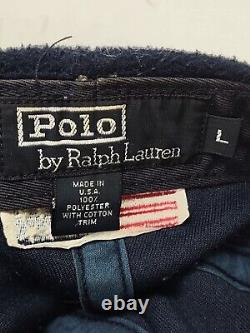 Polo
by Ralph Lauren
L
MADE IN
U.S.A.
100%
POLYESTER
WITH COTTON
TRIM